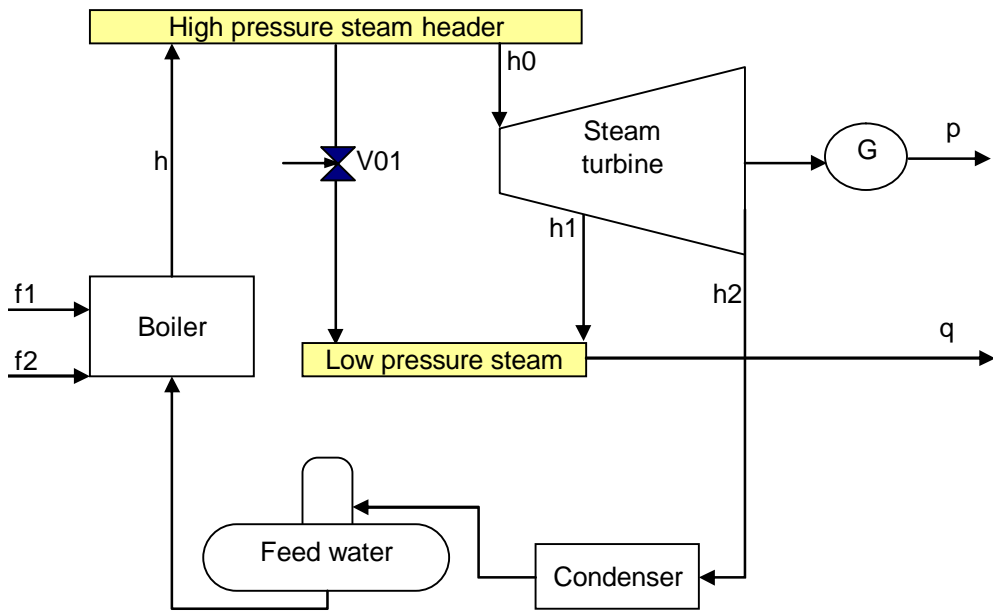 High pressure steam header
h0
h
V01
Steam
turbine
G
p
h1
h2
f1
f2
Boiler
Low pressure steam
q
Feed water
Condenser